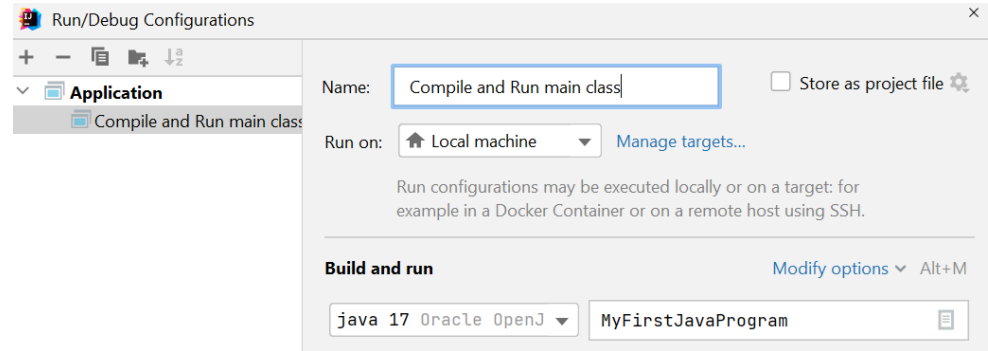 Run/Debug Configurations
Application
Compile and Run main class
Name: Compile and Run main class Store as project file
Run on: Local machine Manage targets...
Run configurations may be executed locally or on a target: for
example in a Docker Container or on a remote host using SSH.
Build and run Modify options Alt+M
java 17 Oracle OpenJ MyFirstJavaProgram